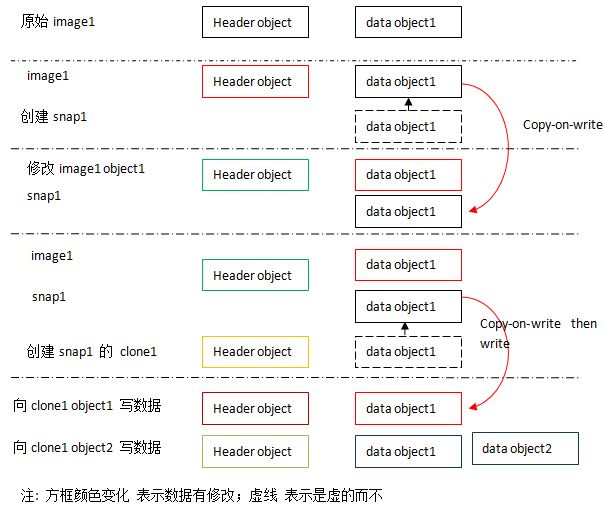 原始 image1 Header object data object1
image1 Header object data object1
创建 snap1 data object1 Copy-on-write
修改 image1 object1 Header object data object1
snap1 data object1
image1 Header object data object1
snap1 data object1
Copy-on-write then
write
创建 snap1 的 clone1 Header object data object1
向 clone1 object1 写数据 Header object data object1
向 clone1 object2 写数据 Header object data object1 data object2
注: 方框颜色变化 表示数据有修改; 虚线 表示是虚的而不